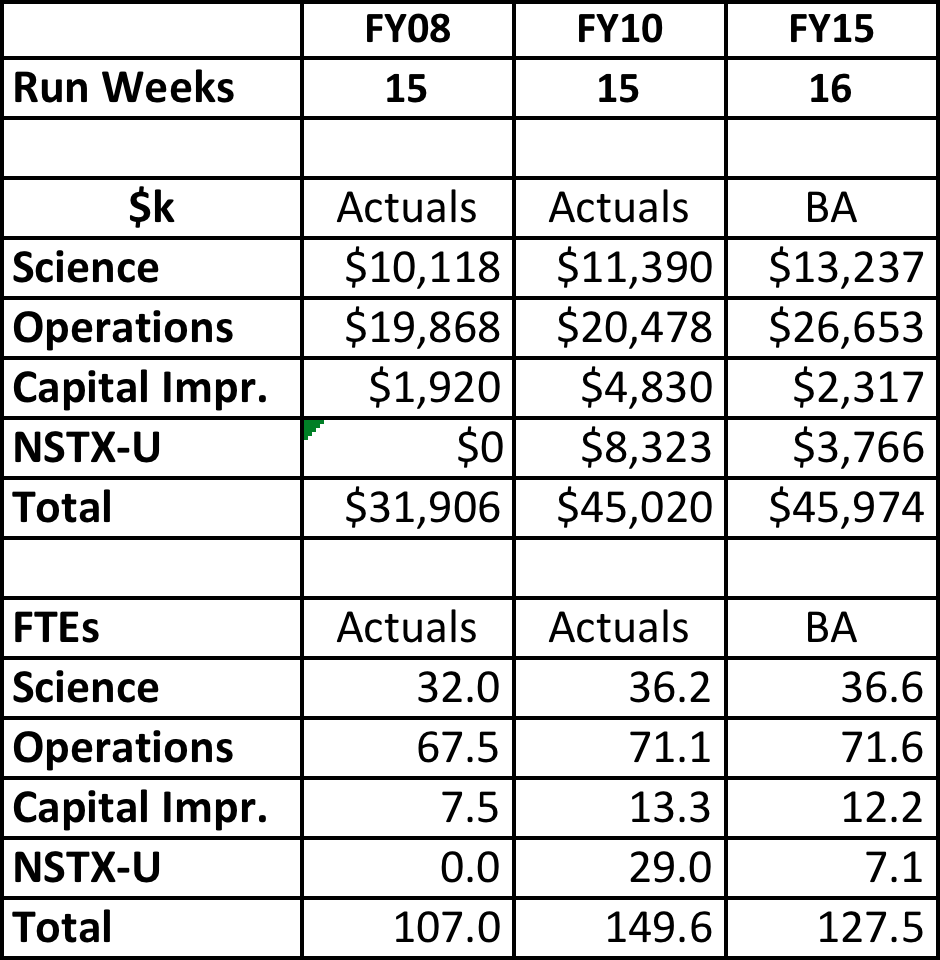 FY08 FY10 FY15
Run Weeks 15 15 16
$k Actuals Actuals BA
Science $10,118 $11,390 $13,237
Operations $19,868 $20,478 $26,653
Capital Impr. $1,920 $4,830 $2,317
NSTX-U $0 $8,323 $3,766
Total $31,906 $45,020 $45,974
FTEs Actuals Actuals BA
Science 32.0 36.2 36.6
Operations 67.5 71.1 71.6
Capital Impr. 7.5 13.3 12.2
NSTX-U 0.0 29.0 7.1
Total 107.0 149.6 127.5